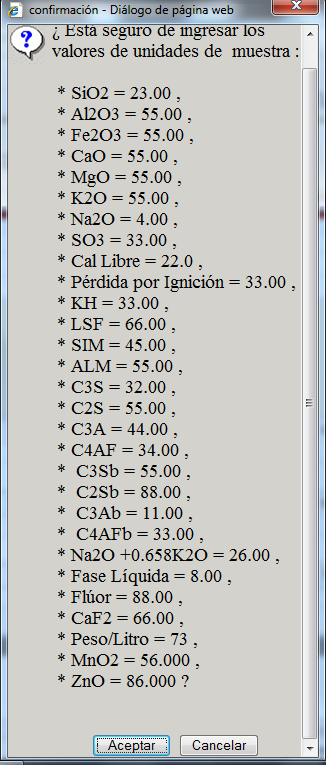 confirmación - Diálogo de página web
¿ Está seguro de ingresar los
valores de unidades de muestra :
* SiO2 = 23.00 ,
* Al2O3 = 55.00 ,
* Fe2O3 = 55.00 ,
* CaO = 55.00 ,
* MgO = 55.00 ,
* K2O = 55.00 ,
* Na2O = 4.00 ,
* SO3 = 33.00 ,
* Cal Libre = 22.0 ,
* Pérdida por Ignición = 33.00 ,
* KH = 33.00 ,
* LSF = 66.00 ,
* SIM = 45.00 ,
* ALM = 55.00 ,
* C3S = 32.00 ,
* C2S = 55.00 ,
* C3A = 44.00 ,
* C4AF = 34.00 ,
* C3Sb = 55.00 ,
* C2Sb = 88.00 ,
* C3Ab = 11.00 ,
* C4AFb = 33.00 ,
* Na2O +0.658K2O = 26.00 ,
* Fase Líquida = 8.00 ,
* Flúor = 88.00 ,
* CaF2 = 66.00 ,
* Peso/Litro = 73 ,
* MnO2 = 56.000 ,
* ZnO = 86.000 ?
Aceptar Cancelar